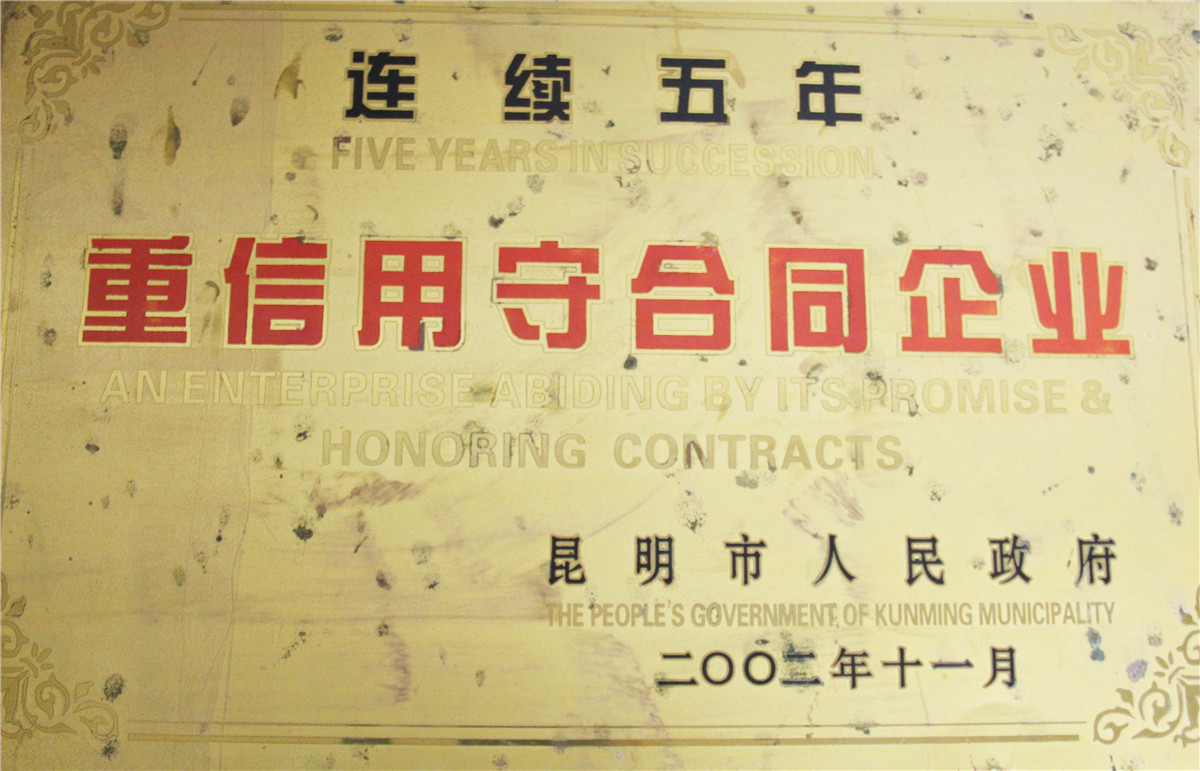 连续五年
FIVE YEARS IN SUCCESSION
重信用守合同企业
AN ENTERPRISE ABIDING BY ITS PROMISE &
HONORING CONTRACTS
昆明市人民政府
THE PEOPLE'S GOVERNMENT OF KUNMING MUNICIPALITY
二〇〇二年十一月